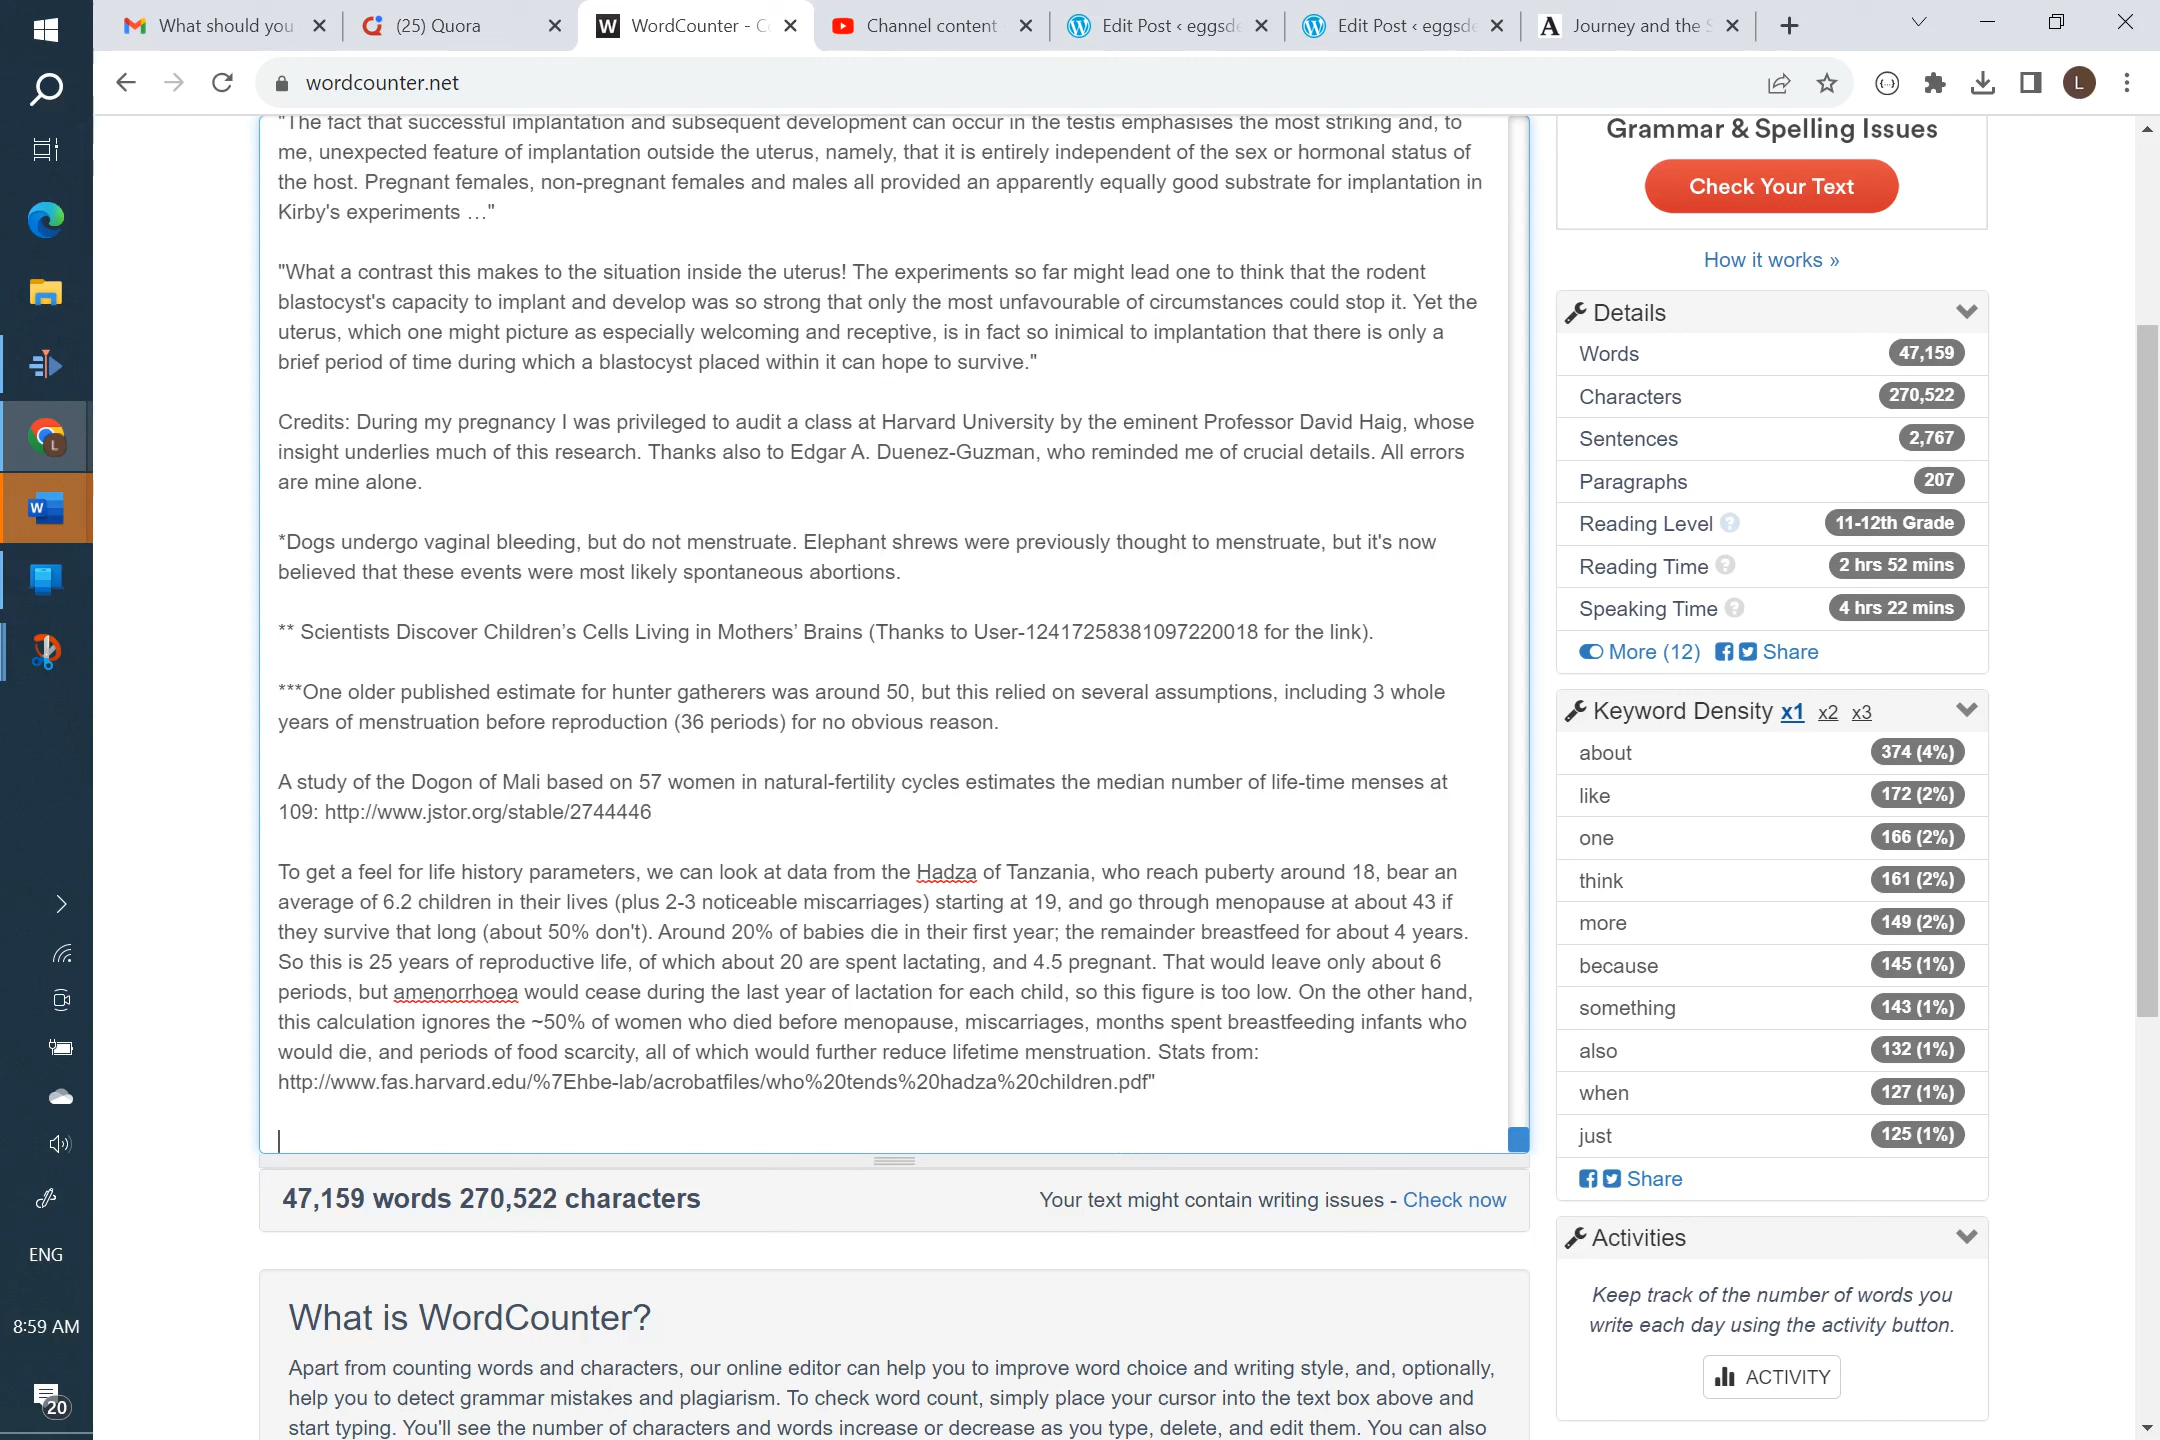 What should you
(25) Quora
WordCounter - Co
Channel content
Edit Post ‹ eggsde
Edit Post ‹ eggsde
Journey and the S
wordcounter.net
L
"The fact that successful implantation and subsequent development can occur in the testis emphasises the most striking and, to
me, unexpected feature of implantation outside the uterus, namely, that it is entirely independent of the sex or hormonal status of
the host. Pregnant females, non-pregnant females and males all provided an apparently equally good substrate for implantation in
Kirby's experiments …"
"What a contrast this makes to the situation inside the uterus! The experiments so far might lead one to think that the rodent
blastocyst's capacity to implant and develop was so strong that only the most unfavourable of circumstances could stop it. Yet the
uterus, which one might picture as especially welcoming and receptive, is in fact so inimical to implantation that there is only a
brief period of time during which a blastocyst placed within it can hope to survive."
Credits: During my pregnancy I was privileged to audit a class at Harvard University by the eminent Professor David Haig, whose
insight underlies much of this research. Thanks also to Edgar A. Duenez-Guzman, who reminded me of crucial details. All errors
are mine alone.
*Dogs undergo vaginal bleeding, but do not menstruate. Elephant shrews were previously thought to menstruate, but it's now
believed that these events were most likely spontaneous abortions.
** Scientists Discover Children’s Cells Living in Mothers’ Brains (Thanks to User-12417258381097220018 for the link).
***One older published estimate for hunter gatherers was around 50, but this relied on several assumptions, including 3 whole
years of menstruation before reproduction (36 periods) for no obvious reason.
A study of the Dogon of Mali based on 57 women in natural-fertility cycles estimates the median number of life-time menses at
109: http://www.jstor.org/stable/2744446
To get a feel for life history parameters, we can look at data from the Hadza of Tanzania, who reach puberty around 18, bear an
average of 6.2 children in their lives (plus 2-3 noticeable miscarriages) starting at 19, and go through menopause at about 43 if
they survive that long (about 50% don't). Around 20% of babies die in their first year; the remainder breastfeed for about 4 years.
So this is 25 years of reproductive life, of which about 20 are spent lactating, and 4.5 pregnant. That would leave only about 6
periods, but amenorrhoea would cease during the last year of lactation for each child, so this figure is too low. On the other hand,
this calculation ignores the ~50% of women who died before menopause, miscarriages, months spent breastfeeding infants who
would die, and periods of food scarcity, all of which would further reduce lifetime menstruation. Stats from:
http://www.fas.harvard.edu/%7Ehbe-lab/acrobatfiles/who%20tends%20hadza%20children.pdf"
47,159 words 270,522 characters
Your text might contain writing issues - Check now
What is WordCounter?
Apart from counting words and characters, our online editor can help you to improve word choice and writing style, and, optionally,
help you to detect grammar mistakes and plagiarism. To check word count, simply place your cursor into the text box above and
start typing. You'll see the number of characters and words increase or decrease as you type, delete, and edit them. You can also
Grammar & Spelling Issues
Check Your Text
How it works »
Details
Words 47,159
Characters 270,522
Sentences 2,767
Paragraphs 207
Reading Level ? 11-12th Grade
Reading Time ? 2 hrs 52 mins
Speaking Time ? 4 hrs 22 mins
More (12) Share
Keyword Density x1 x2 x3
about 374 (4%)
like 172 (2%)
one 166 (2%)
think 161 (2%)
more 149 (2%)
because 145 (1%)
something 143 (1%)
also 132 (1%)
when 127 (1%)
just 125 (1%)
Share
Activities
Keep track of the number of words you
write each day using the activity button.
ACTIVITY
ENG
8:59 AM
20